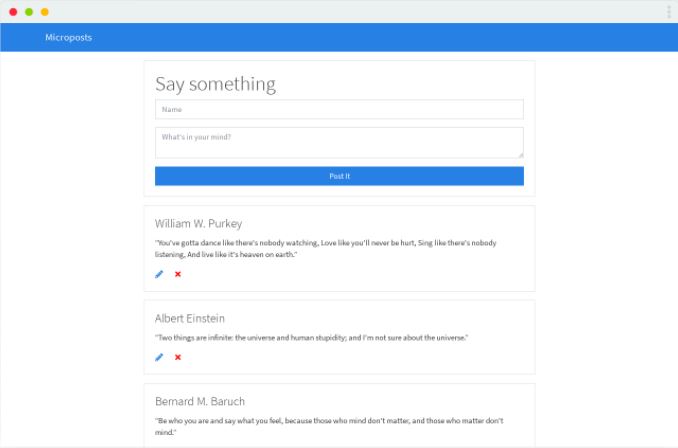 Microposts
Say something
Name
What's in your mind?
Post It
William W. Purkey
"You've gotta dance like there's nobody watching, Love like you'll never be hurt, Sing like there's nobody
listening, And live like it's heaven on earth."
Albert Einstein
"Two things are infinite: the universe and human stupidity; and I'm not sure about the universe."
Bernard M. Baruch
"Be who you are and say what you feel, because those who mind don't matter, and those who matter don't
mind."